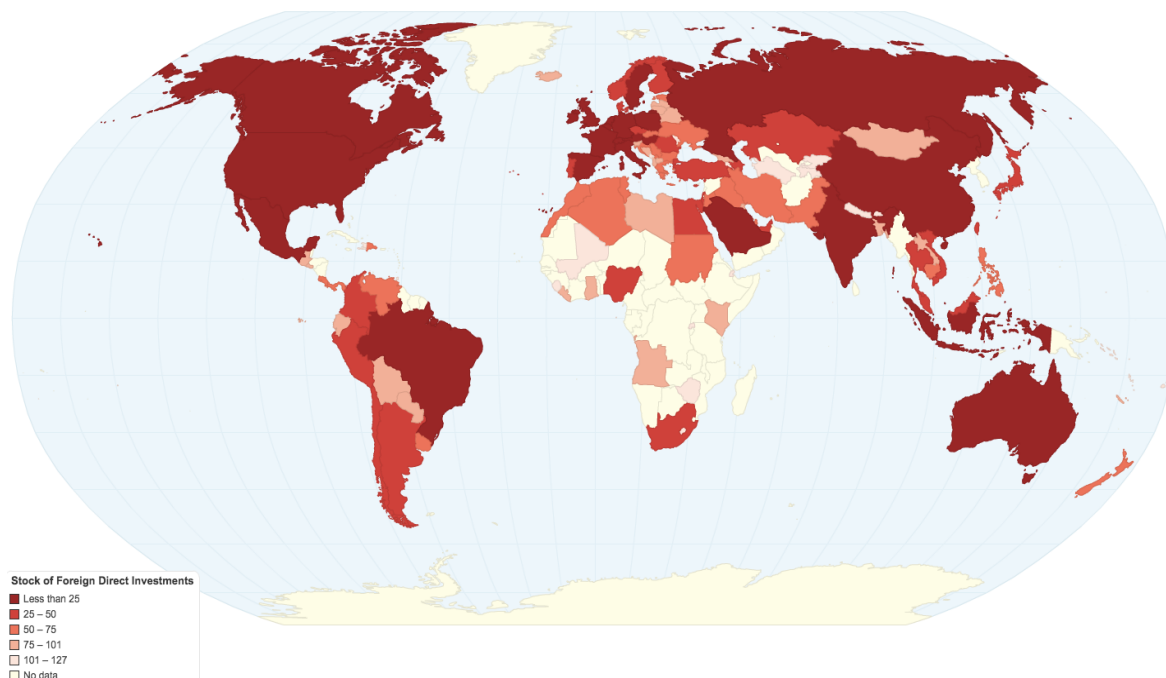 Stock of Foreign Direct Investments
Less than 25
25 – 50
50 – 75
75 – 101
101 – 127
No data